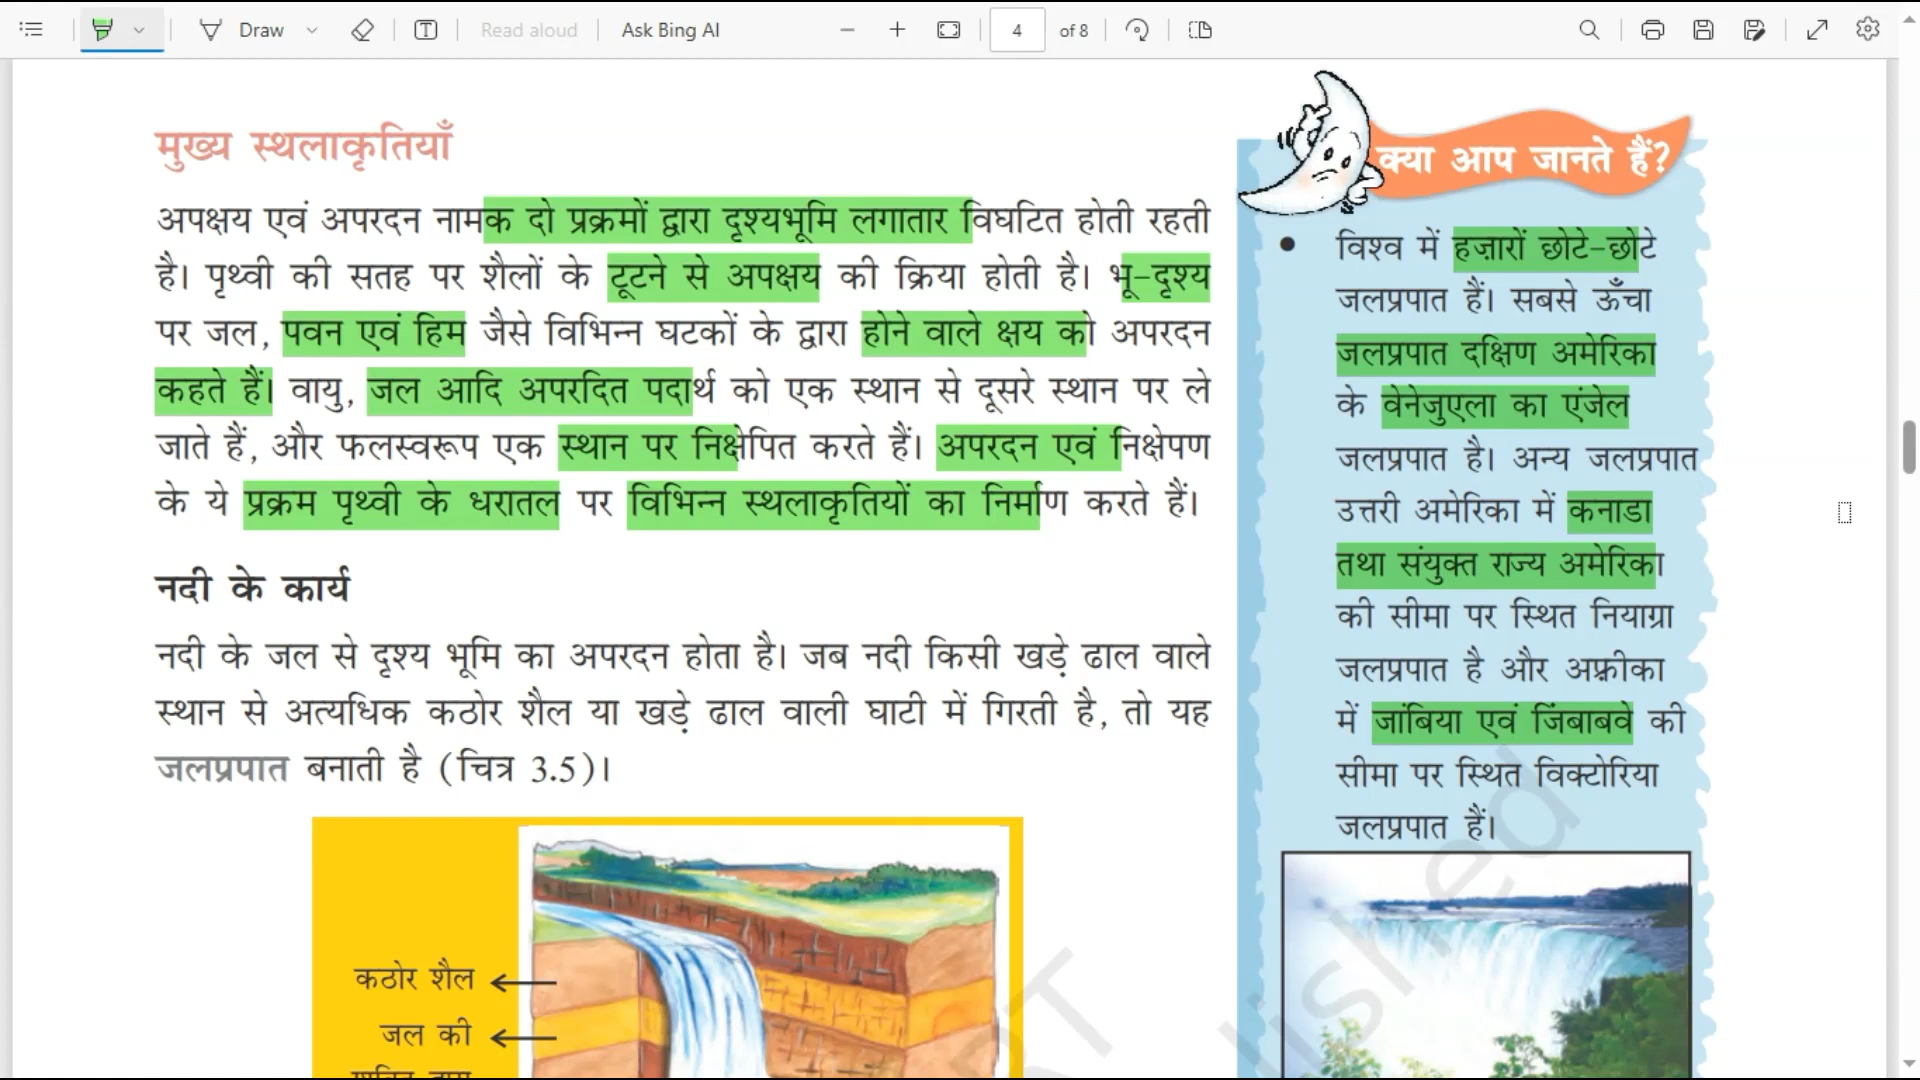 Draw
Read aloud
Ask Bing AI
4 of 8
मुख्य स्थलाकृतियाँ
अपक्षय एवं अपरदन नामक दो प्रक्रमों द्वारा दृश्यभूमि लगातार विघटित होती रहती
है। पृथ्वी की सतह पर शैलों के टूटने से अपक्षय की क्रिया होती है। भू-दृश्य
पर जल, पवन एवं हिम जैसे विभिन्न घटकों के द्वारा होने वाले क्षय को अपरदन
कहते हैं। वायु, जल आदि अपरदित पदार्थ को एक स्थान से दूसरे स्थान पर ले
जाते हैं, और फलस्वरूप एक स्थान पर निक्षेपित करते हैं। अपरदन एवं निक्षेपण
के ये प्रक्रम पृथ्वी के धरातल पर विभिन्न स्थलाकृतियों का निर्माण करते हैं।
नदी के कार्य
नदी के जल से दृश्य भूमि का अपरदन होता है। जब नदी किसी खड़े ढाल वाले
स्थान से अत्यधिक कठोर शैल या खड़े ढाल वाली घाटी में गिरती है, तो यह
जलप्रपात बनाती है (चित्र 3.5)।
कठोर शैल
जल की
क्या आप जानते हैं?
• विश्व में हज़ारों छोटे-छोटे
जलप्रपात हैं। सबसे ऊँचा
जलप्रपात दक्षिण अमेरिका
के वेनेजुएला का एंजेल
जलप्रपात है। अन्य जलप्रपात
उत्तरी अमेरिका में कनाडा
तथा संयुक्त राज्य अमेरिका
की सीमा पर स्थित नियाग्रा
जलप्रपात है और अफ़्रीका
में जांबिया एवं जिंबाबवे की
सीमा पर स्थित विक्टोरिया
जलप्रपात हैं।